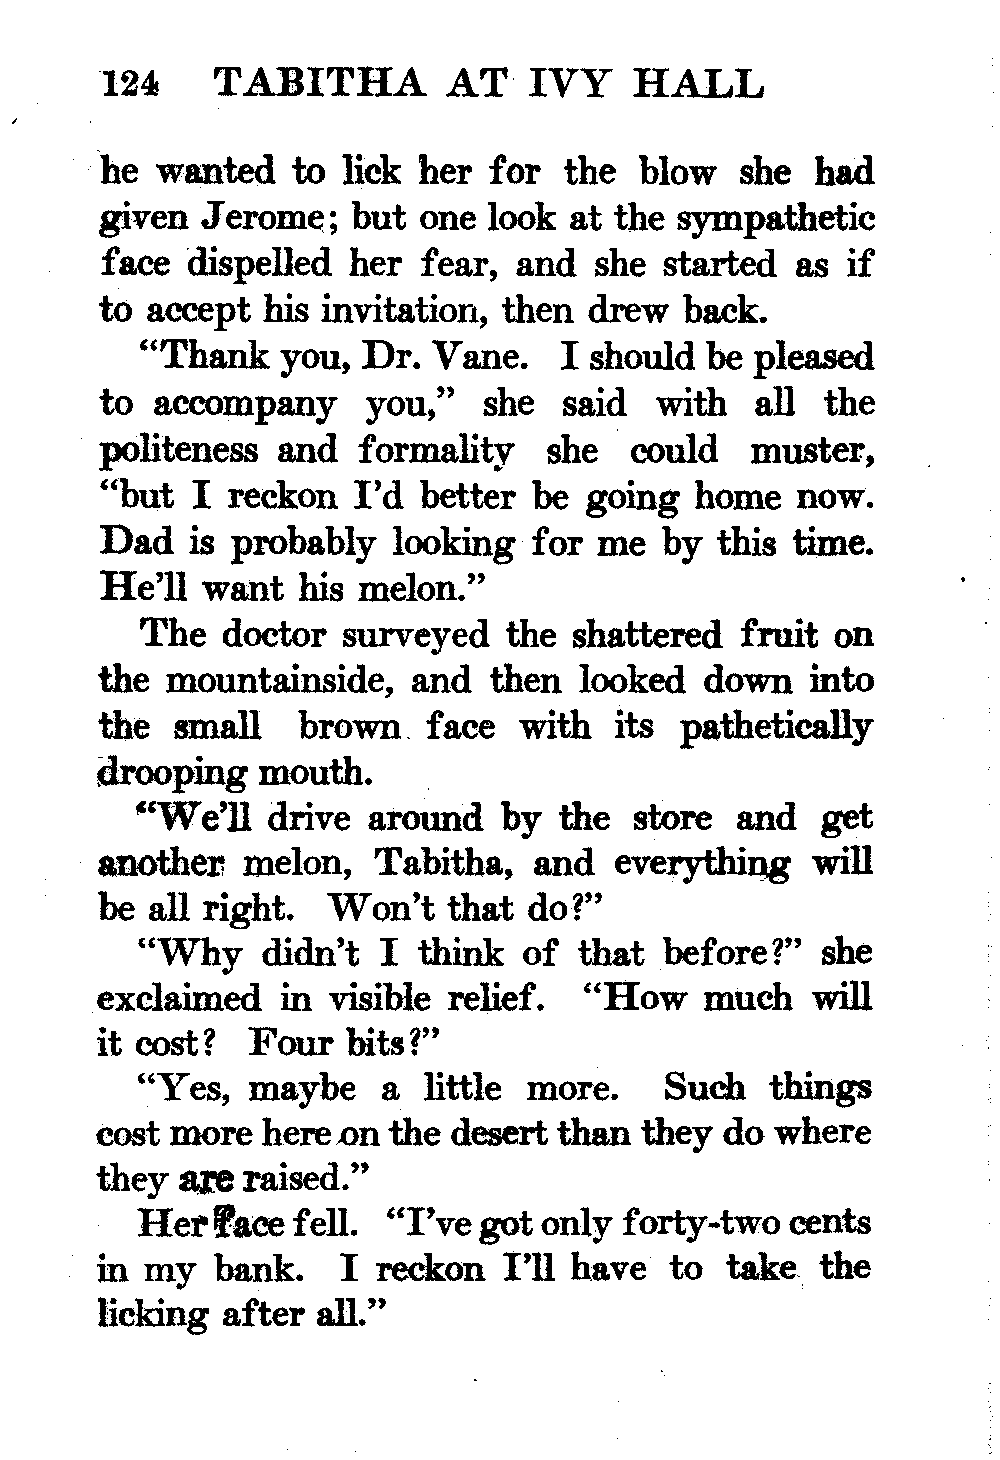 124 TABITHA AT IVY HALL
he wanted to lick her for the blow she had
given Jerome; but one look at the sympathetic
face dispelled her fear, and she started as if
to accept his invitation, then drew back.
"Thank you, Dr. Vane. I should be pleased
to accompany you," she said with all the
politeness and formality she could muster,
"but I reckon I'd better be going home now.
Dad is probably looking for me by this time.
He'll want his melon."
The doctor surveyed the shattered fruit on
the mountainside, and then looked down into
the small brown face with its pathetically
drooping mouth.
"We'll drive around by the store and get
another melon, Tabitha, and everything will
be all right. Won't that do?"
"Why didn't I think of that before?" she
exclaimed in visible relief. "How much will
it cost? Four bits?"
"Yes, maybe a little more. Such things
cost more here on the desert than they do where
they are raised."
Her face fell. "I've got only forty-two cents
in my bank. I reckon I'll have to take the
licking after all."